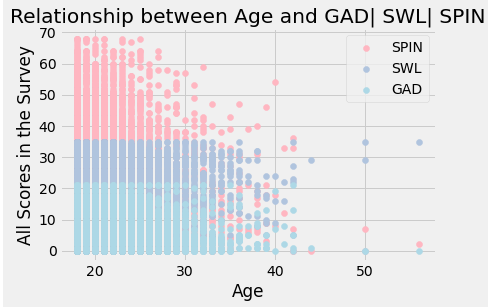 Relationship between Age and GAD| SWL| SPIN
All Scores in the Survey
70
60
50
40
30
20
10
0
SPIN
SWL
GAD
20
30
40
50
Age